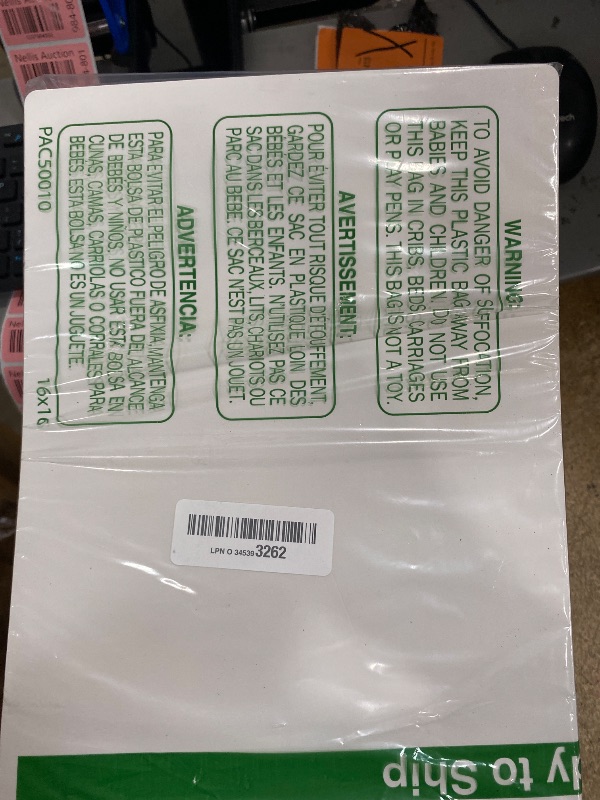 WARNING:
TO AVOID DANGER OF SUFFOCATION,
KEEP THIS PLASTIC BAG AWAY FROM
BABIES AND CHILDREN. DO NOT USE
THIS BAG IN CRIBS, BEDS, CARRIAGES
OR PLAY PENS. THIS BAG IS NOT A TOY.
AVERTISSEMENT:
POUR ÉVITER TOUT RISQUE D'ÉTOUFFEMENT,
GARDEZ CE SAC EN PLASTIQUE LOIN DES
BÉBÉS ET LES ENFANTS. N'UTILISEZ PAS CE
SAC DANS LES BERCEAUX, LITS, CHARIOTS OU
PARC AU BÉBÉ. CE SAC N'EST PAS UN JOUET.
ADVERTENCIA:
PARA EVITAR EL PELIGRO DE ASFIXIA, MANTENGA
ESTA BOLSA DE PLASTICO FUERA DEL ALCANCE
DE BEBES Y NIÑOS. NO USAR ESTA BOLSA EN
CUNAS, CAMAS, CARRIOLAS O CORRALES PARA
BEBES. ESTA BOLSA NO ES UN JUGUETE.
PAC50010 16x16
LPN O 345393262
dy to Ship
Nellis Auction